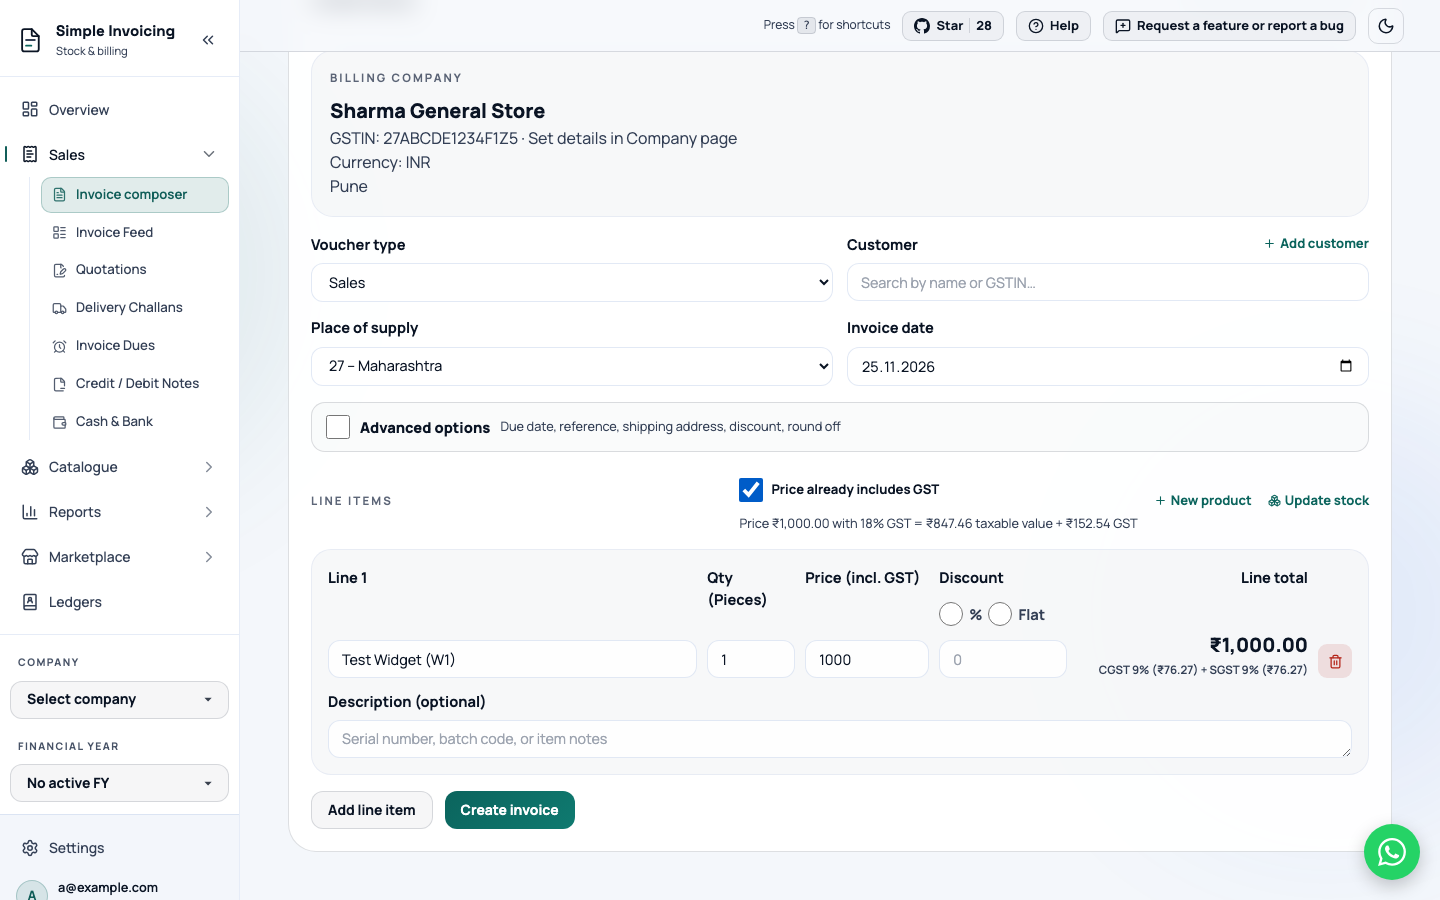 Simple Invoicing
Stock & billing
Overview
Sales
Invoice composer
Invoice Feed
Quotations
Delivery Challans
Invoice Dues
Credit / Debit Notes
Cash & Bank
Catalogue
Reports
Marketplace
Ledgers
COMPANY
Select company
FINANCIAL YEAR
No active FY
Settings
A
a@example.com
Press ? for shortcuts
Star 28
Help
Request a feature or report a bug
BILLING COMPANY
Sharma General Store
GSTIN: 27ABCDE1234F1Z5 · Set details in Company page
Currency: INR
Pune
Voucher type
Sales
Customer
+ Add customer
Search by name or GSTIN...
Place of supply
27 – Maharashtra
Invoice date
25.11.2026
Advanced options Due date, reference, shipping address, discount, round off
LINE ITEMS
Price already includes GST
Price ₹1,000.00 with 18% GST = ₹847.46 taxable value + ₹152.54 GST
+ New product
Update stock
Line 1
Qty
(Pieces)
Price (incl. GST)
Discount
% Flat
Line total
Test Widget (W1)
1
1000
0
₹1,000.00
CGST 9% (₹76.27) + SGST 9% (₹76.27)
Description (optional)
Serial number, batch code, or item notes
Add line item
Create invoice